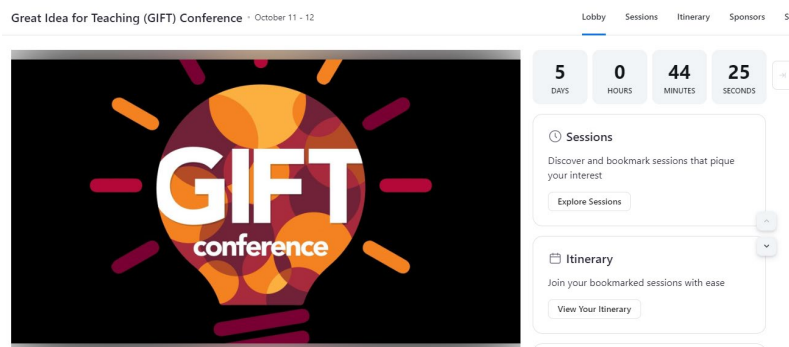 Great Idea for Teaching (GIFT) Conference • October 11 - 12
Lobby Sessions Itinerary Sponsors S
GIFT
conference
5 0 44 25
DAYS HOURS MINUTES SECONDS
Sessions
Discover and bookmark sessions that pique
your interest
Explore Sessions
Itinerary
Join your bookmarked sessions with ease
View Your Itinerary